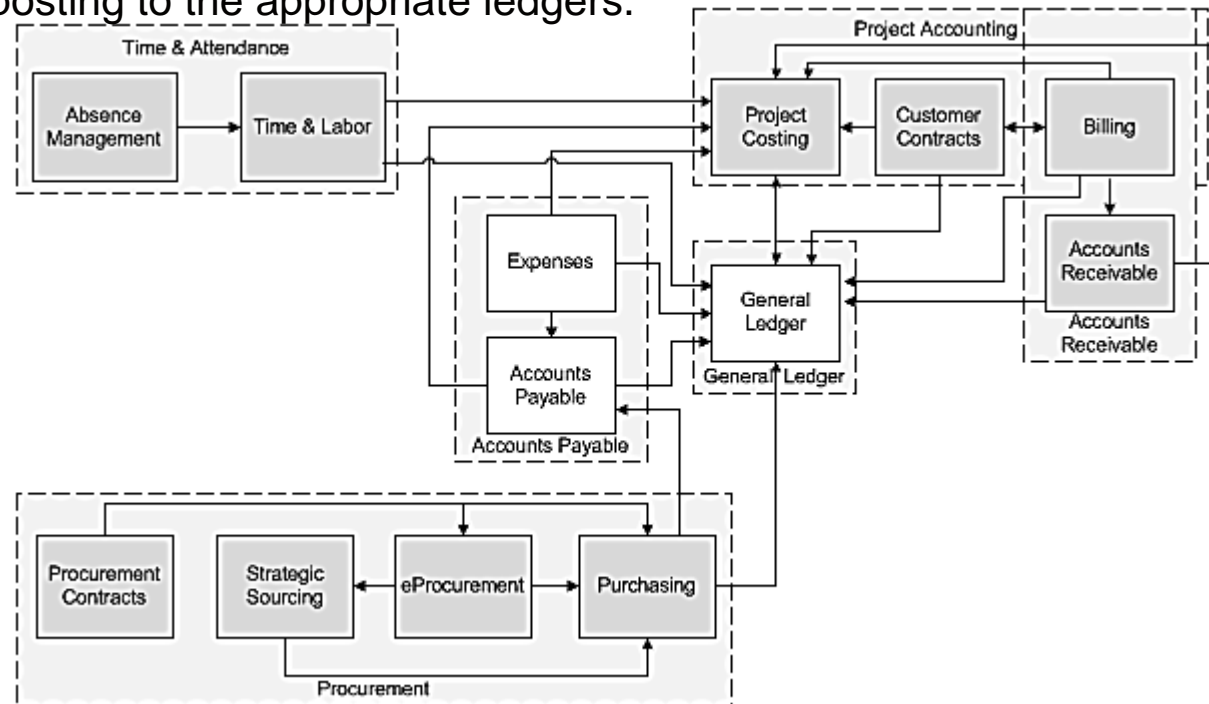 posting to the appropriate ledgers.
Time & Attendance
Absence
Management
Time & Labor
Project Accounting
Project
Costing
Customer
Contracts
Billing
Expenses
Accounts
Payable
Accounts Payable
General
Ledger
General Ledger
Accounts
Receivable
Accounts
Receivable
Procurement
Contracts
Strategic
Sourcing
eProcurement
Purchasing
Procurement